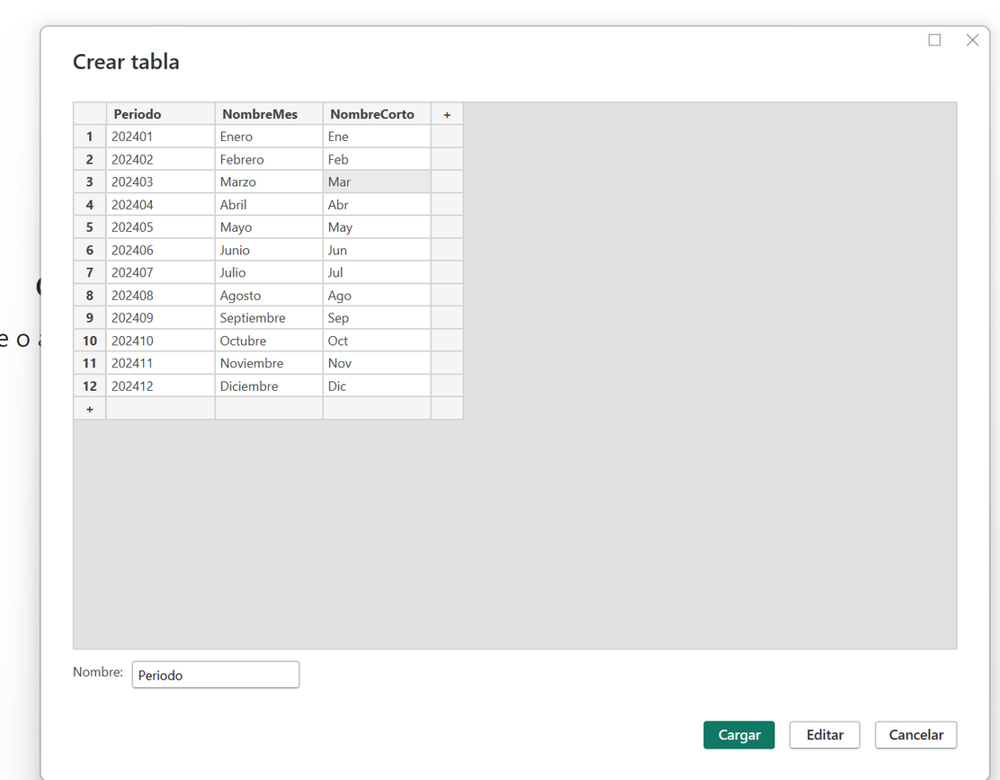 Crear tabla
Periodo NombreMes NombreCorto +
1 202401 Enero Ene
2 202402 Febrero Feb
3 202403 Marzo Mar
4 202404 Abril Abr
5 202405 Mayo May
6 202406 Junio Jun
7 202407 Julio Jul
8 202408 Agosto Ago
9 202409 Septiembre Sep
10 202410 Octubre Oct
11 202411 Noviembre Nov
12 202412 Diciembre Dic
+
e o
Nombre: Periodo
Cargar Editar Cancelar